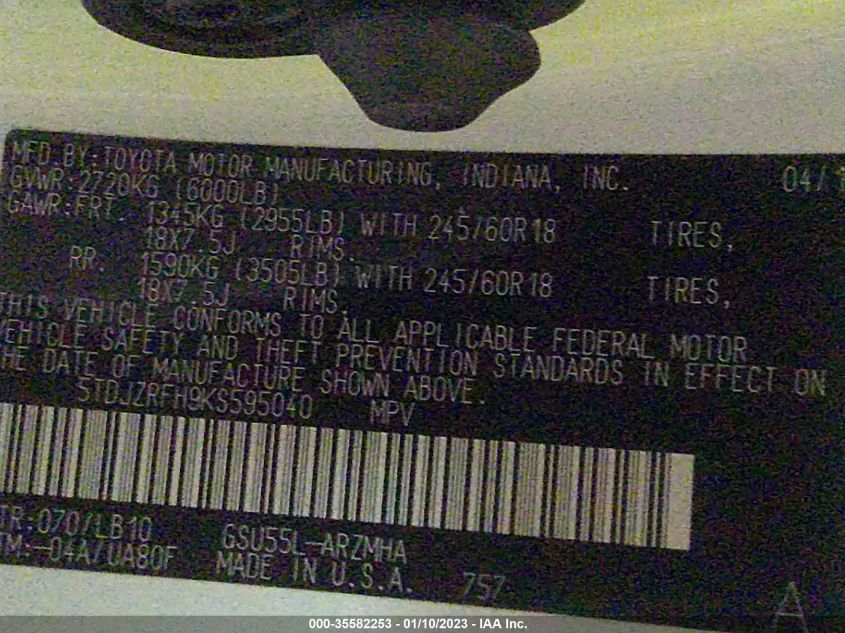 MFD.BY:TOYOTA MOTOR MANUFACTURING, INDIANA, INC. 04/1
GVWR:2720KG (6000LB)
GAWR:FRT. 1345KG (2955LB) WITH 245/60R18 TIRES,
18X7.5J RIMS.
RR. 1590KG (3505LB) WITH 245/60R18 TIRES,
18X7.5J RIMS.
THIS VEHICLE CONFORMS TO ALL APPLICABLE FEDERAL MOTOR
VEHICLE SAFETY AND THEFT PREVENTION STANDARDS IN EFFECT ON
THE DATE OF MANUFACTURE SHOWN ABOVE.
5TDJZRFH9KS595040 MPV
TR:070/LB10 GSU55L-ARZMHA
TM:-04A/UA80F MADE IN U.S.A. 757
A
000-35582253 - 01/10/2023 - IAA Inc.